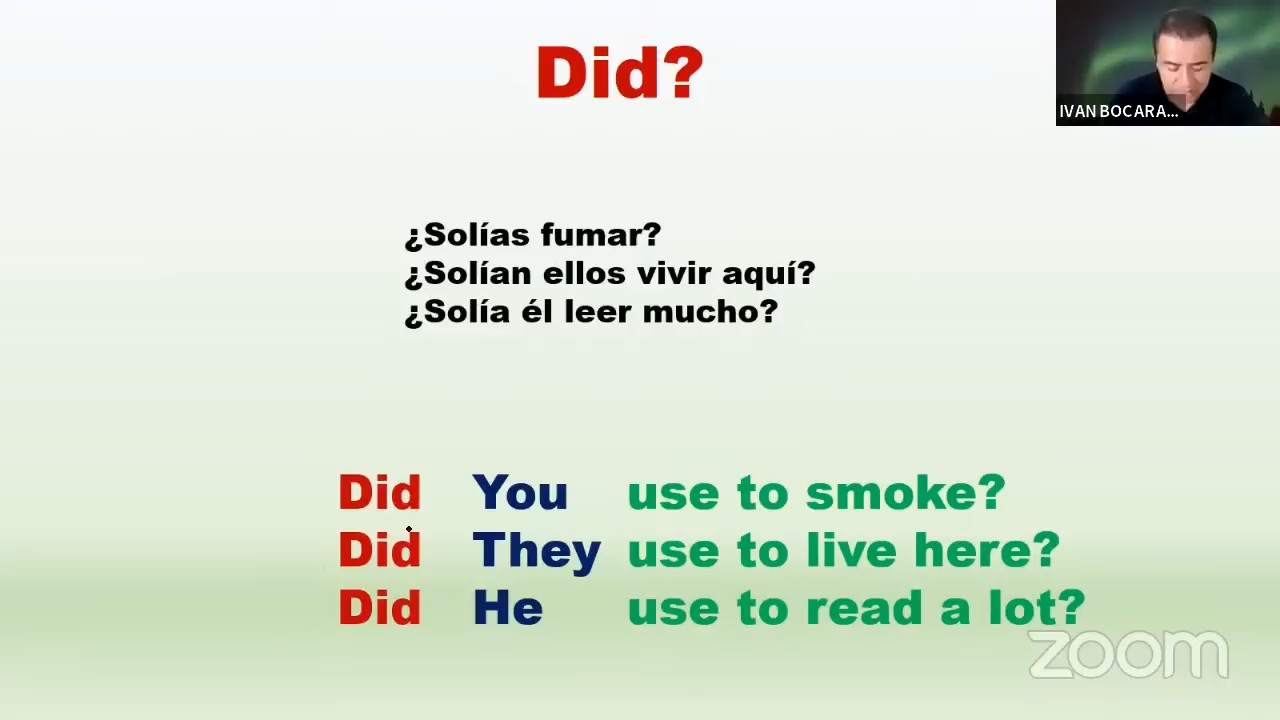 Did?
IVAN BOCARA...
¿Solías fumar?
¿Solían ellos vivir aquí?
¿Solía él leer mucho?
Did You use to smoke?
Did They use to live here?
Did He use to read a lot?
zoom